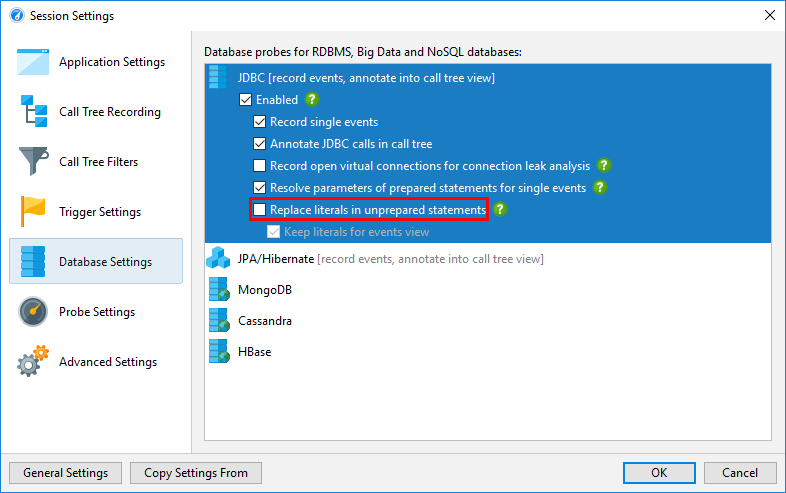 Session Settings
Application Settings
Call Tree Recording
Call Tree Filters
Trigger Settings
Database Settings
Probe Settings
Advanced Settings
Database probes for RDBMS, Big Data and NoSQL databases:
JDBC [record events, annotate into call tree view]
Enabled ?
Record single events
Annotate JDBC calls in call tree
Record open virtual connections for connection leak analysis ?
Resolve parameters of prepared statements for single events ?
Replace literals in unprepared statements ?
Keep literals for events view
JPA/Hibernate [record events, annotate into call tree view]
MongoDB
Cassandra
HBase
General Settings
Copy Settings From
OK
Cancel